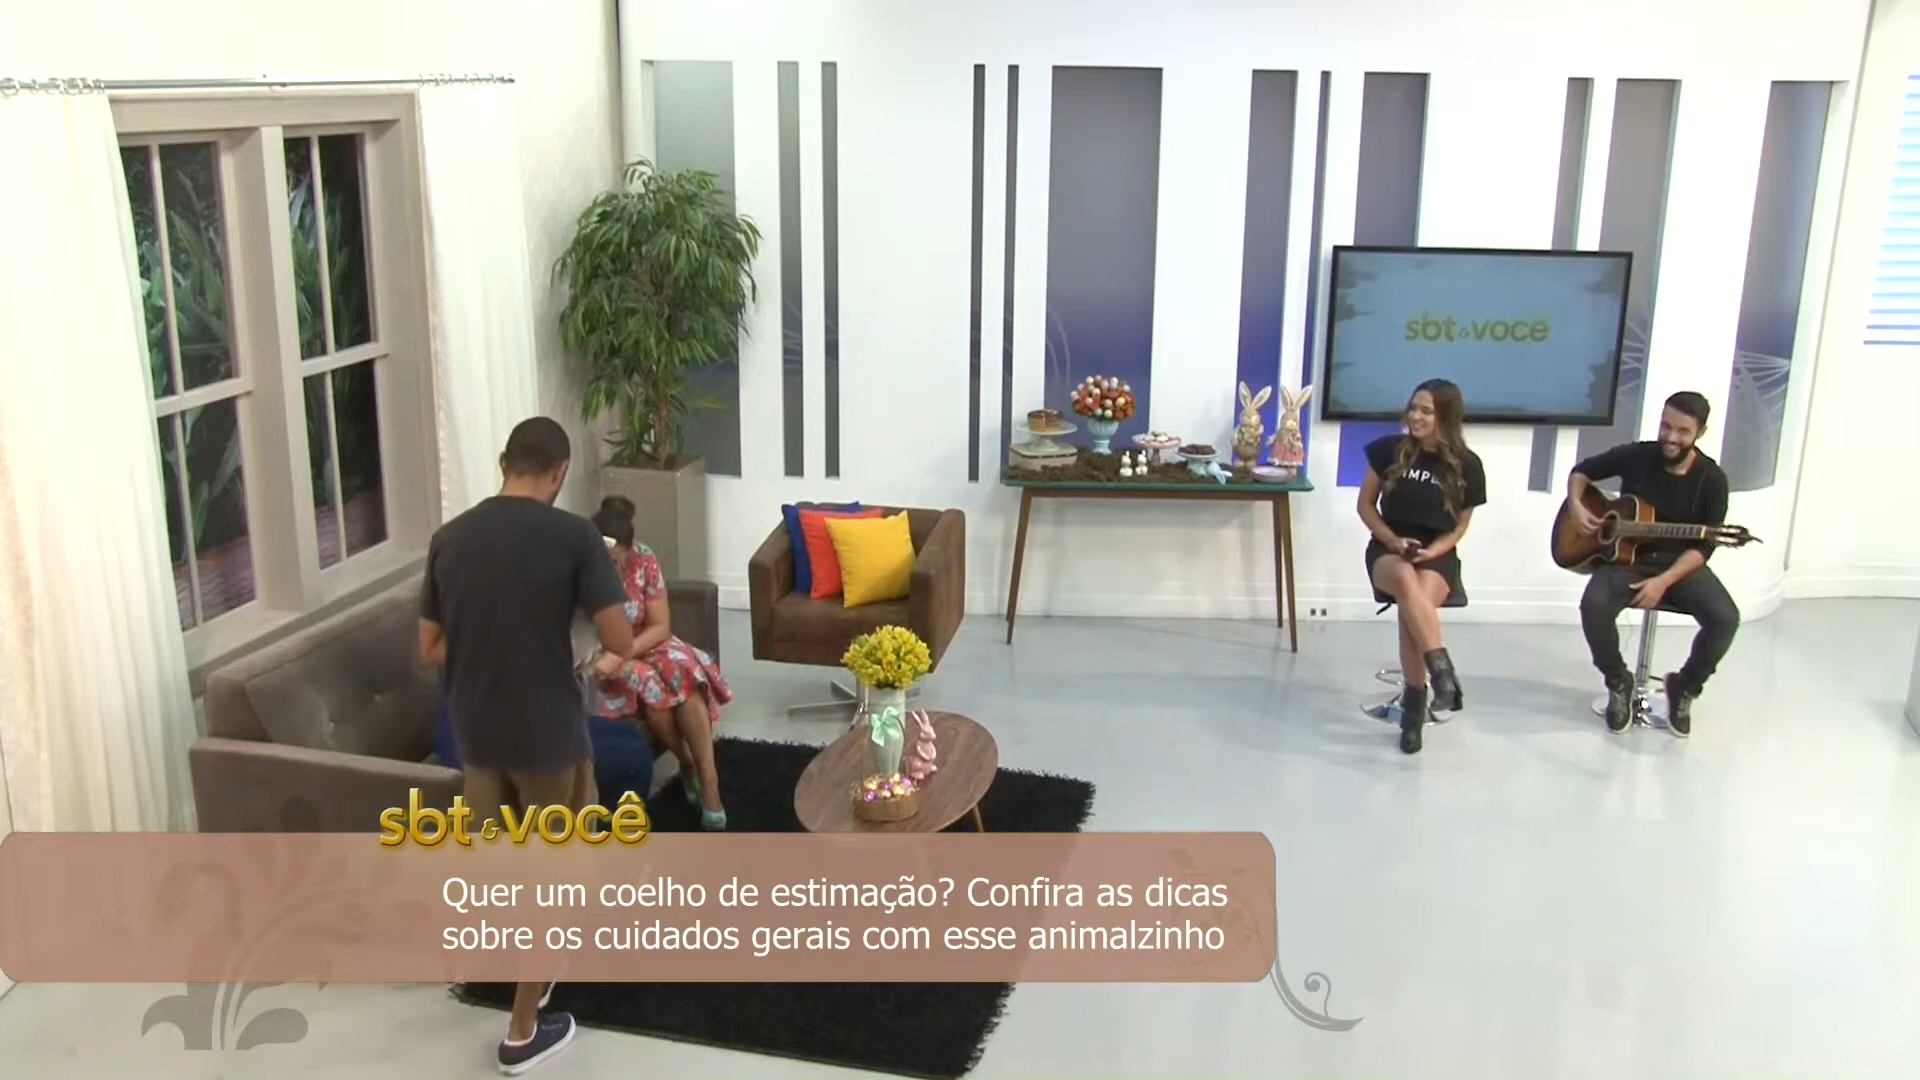 sbt & você
sbt & você
Quer um coelho de estimação? Confira as dicas
sobre os cuidados gerais com esse animalzinho